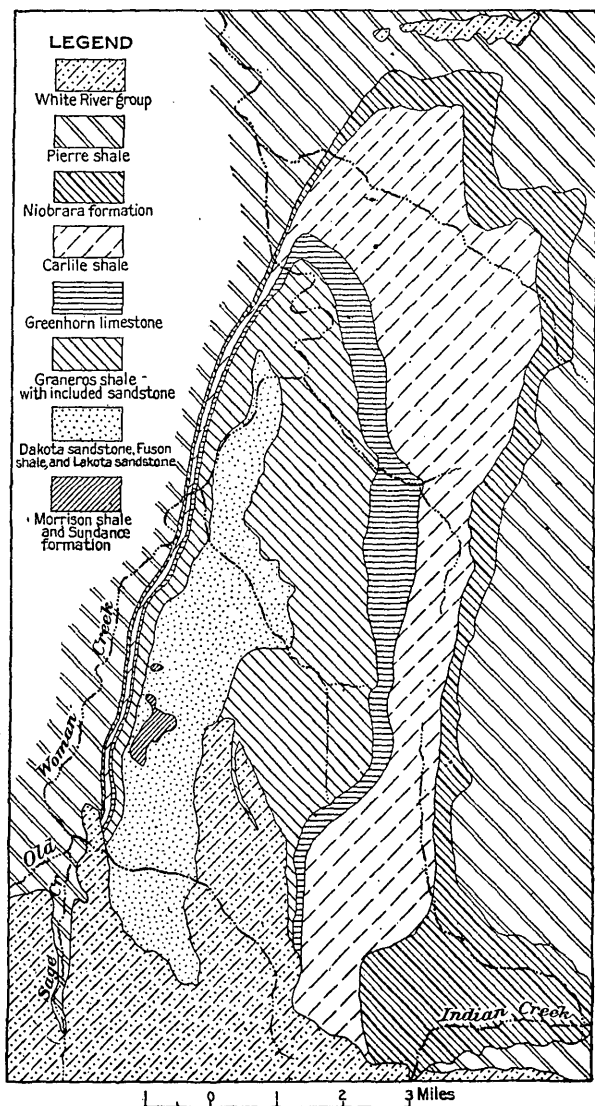 LEGEND
White River group
Pierre shale
Niobrara formation
Carlile shale
Greenhorn limestone
Graneros shale -
with included sandstone
Dakota sandstone, Fuson
shale, and Lakota sandstone
Morrison shale
and Sundance
formation
Old Woman Creek
Sage Cr.
Indian Creek
1 0 1 2 3 Miles